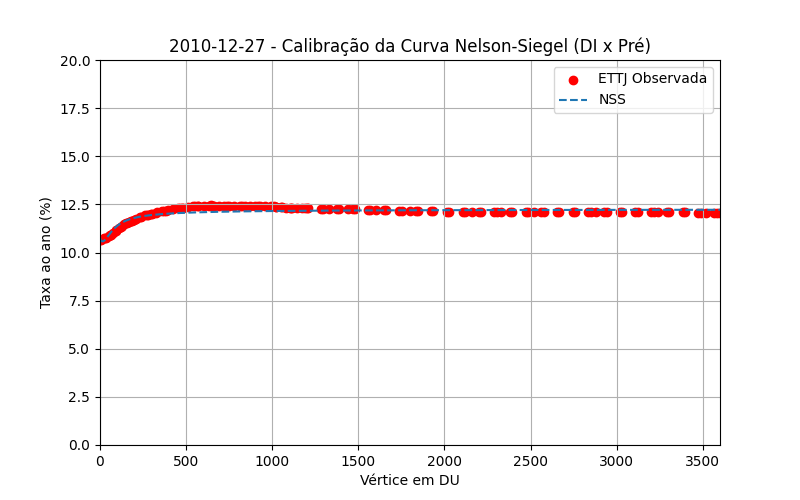 2010-12-27 - Calibração da Curva Nelson-Siegel (DI x Pré)
20.0
17.5
15.0
12.5
10.0
7.5
5.0
2.5
0.0
Taxa ao ano (%)
ETTJ Observada
NSS
0 500 1000 1500 2000 2500 3000 3500
Vértice em DU